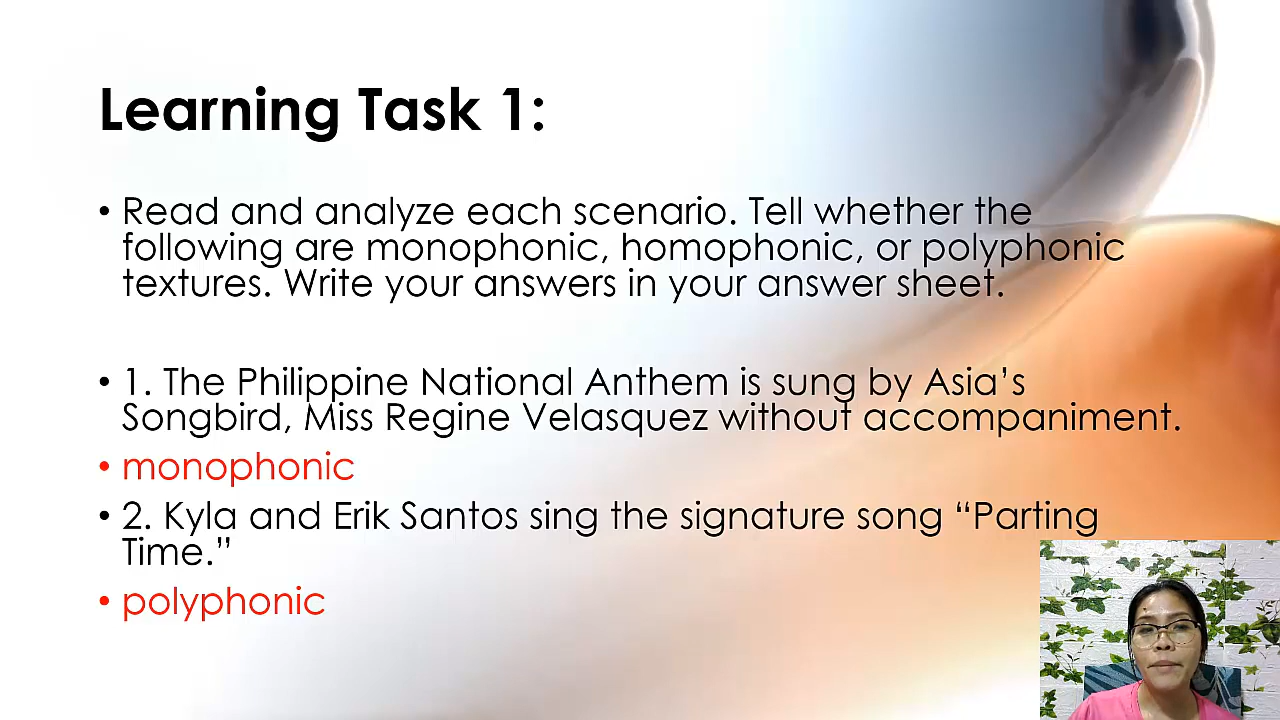 Learning Task 1:
• Read and analyze each scenario. Tell whether the
following are monophonic, homophonic, or polyphonic
textures. Write your answers in your answer sheet.
• 1. The Philippine National Anthem is sung by Asia’s
Songbird, Miss Regine Velasquez without accompaniment.
• monophonic
• 2. Kyla and Erik Santos sing the signature song “Parting
Time.”
• polyphonic